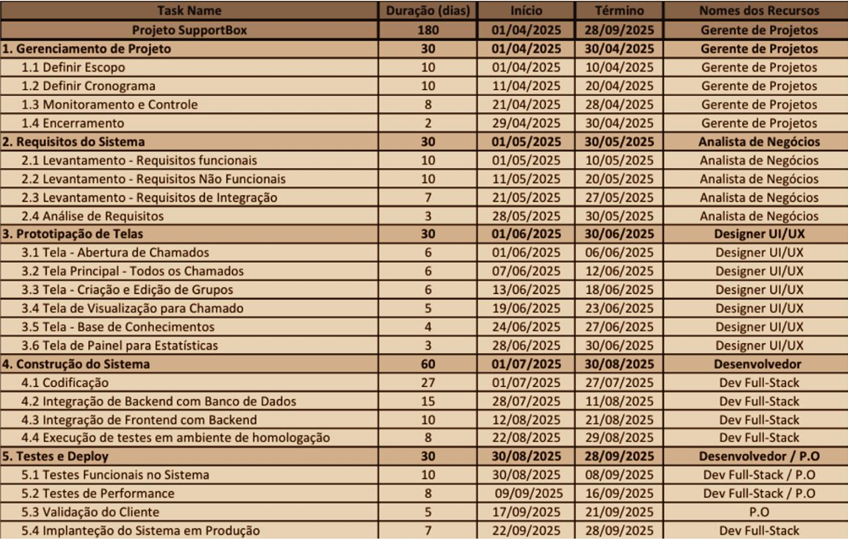 Task Name Duração (dias) Início Término Nomes dos Recursos
Projeto SupportBox 180 01/04/2025 28/09/2025 Gerente de Projetos
1. Gerenciamento de Projeto 30 01/04/2025 30/04/2025 Gerente de Projetos
1.1 Definir Escopo 10 01/04/2025 10/04/2025 Gerente de Projetos
1.2 Definir Cronograma 10 11/04/2025 20/04/2025 Gerente de Projetos
1.3 Monitoramento e Controle 8 21/04/2025 28/04/2025 Gerente de Projetos
1.4 Encerramento 2 29/04/2025 30/04/2025 Gerente de Projetos
2. Requisitos do Sistema 30 01/05/2025 30/05/2025 Analista de Negócios
2.1 Levantamento - Requisitos funcionais 10 01/05/2025 10/05/2025 Analista de Negócios
2.2 Levantamento - Requisitos Não Funcionais 10 11/05/2025 20/05/2025 Analista de Negócios
2.3 Levantamento - Requisitos de Integração 7 21/05/2025 27/05/2025 Analista de Negócios
2.4 Análise de Requisitos 3 28/05/2025 30/05/2025 Analista de Negócios
3. Prototipação de Telas 30 01/06/2025 30/06/2025 Designer UI/UX
3.1 Tela - Abertura de Chamados 6 01/06/2025 06/06/2025 Designer UI/UX
3.2 Tela Principal - Todos os Chamados 6 07/06/2025 12/06/2025 Designer UI/UX
3.3 Tela - Criação e Edição de Grupos 6 13/06/2025 18/06/2025 Designer UI/UX
3.4 Tela de Visualização para Chamado 5 19/06/2025 23/06/2025 Designer UI/UX
3.5 Tela - Base de Conhecimentos 4 24/06/2025 27/06/2025 Designer UI/UX
3.6 Tela de Painel para Estatísticas 3 28/06/2025 30/06/2025 Designer UI/UX
4. Construção do Sistema 60 01/07/2025 30/08/2025 Desenvolvedor
4.1 Codificação 27 01/07/2025 27/07/2025 Dev Full-Stack
4.2 Integração de Backend com Banco de Dados 15 28/07/2025 11/08/2025 Dev Full-Stack
4.3 Integração de Frontend com Backend 10 12/08/2025 21/08/2025 Dev Full-Stack
4.4 Execução de testes em ambiente de homologação 8 22/08/2025 29/08/2025 Dev Full-Stack
5. Testes e Deploy 30 30/08/2025 28/09/2025 Desenvolvedor / P.O
5.1 Testes Funcionais no Sistema 10 30/08/2025 08/09/2025 Dev Full-Stack / P.O
5.2 Testes de Performance 8 09/09/2025 16/09/2025 Dev Full-Stack / P.O
5.3 Validação do Cliente 5 17/09/2025 21/09/2025 P.O
5.4 Implanteção do Sistema em Produção 7 22/09/2025 28/09/2025 Dev Full-Stack